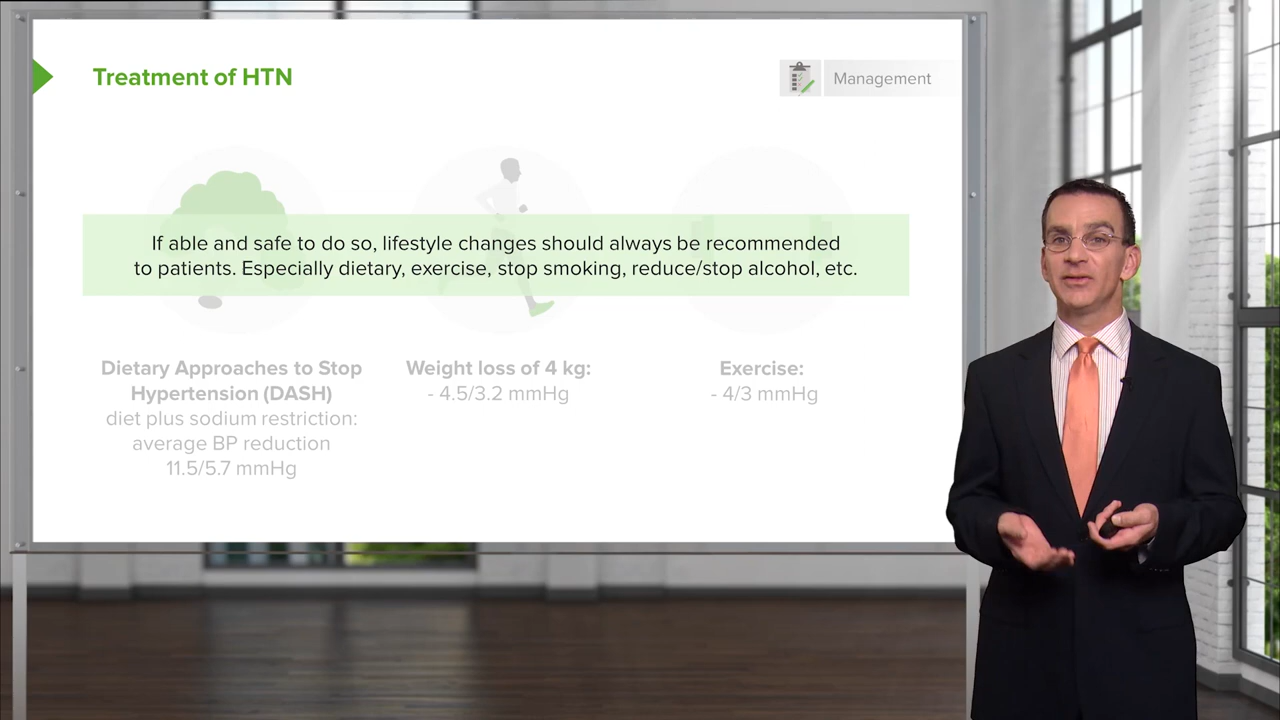 Treatment of HTN
Management
If able and safe to do so, lifestyle changes should always be recommended
to patients. Especially dietary, exercise, stop smoking, reduce/stop alcohol, etc.
Dietary Approaches to Stop
Hypertension (DASH)
diet plus sodium restriction:
average BP reduction
11.5/5.7 mmHg
Weight loss of 4 kg:
- 4.5/3.2 mmHg
Exercise:
- 4/3 mmHg